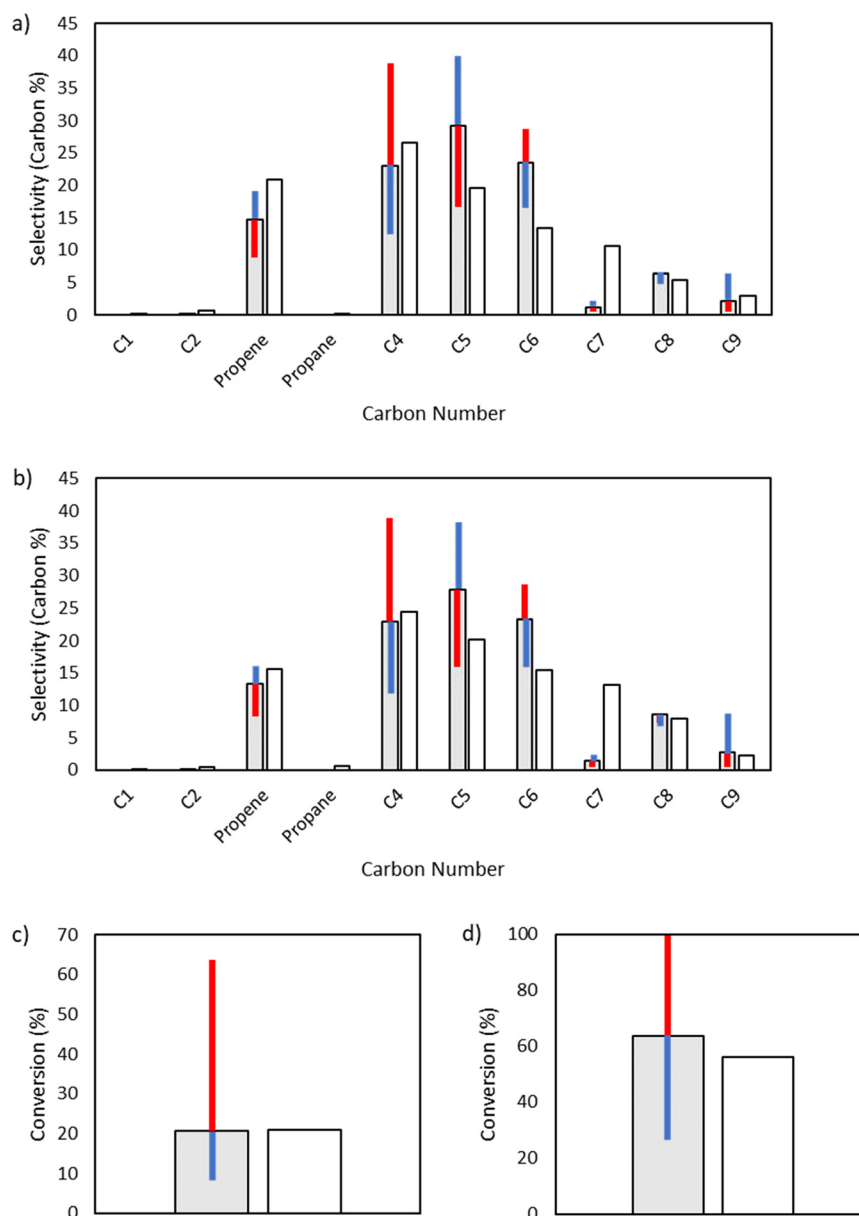 a)
Selectivity (Carbon %)
45
40
35
30
25
20
15
10
5
0
C1
C2
Propene
Propane
C4
C5
C6
C7
C8
C9
Carbon Number
b)
Selectivity (Carbon %)
45
40
35
30
25
20
15
10
5
0
C1
C2
Propene
Propane
C4
C5
C6
C7
C8
C9
Carbon Number
c)
Conversion (%)
70
60
50
40
30
20
10
0
d)
Conversion (%)
100
80
60
40
20
0